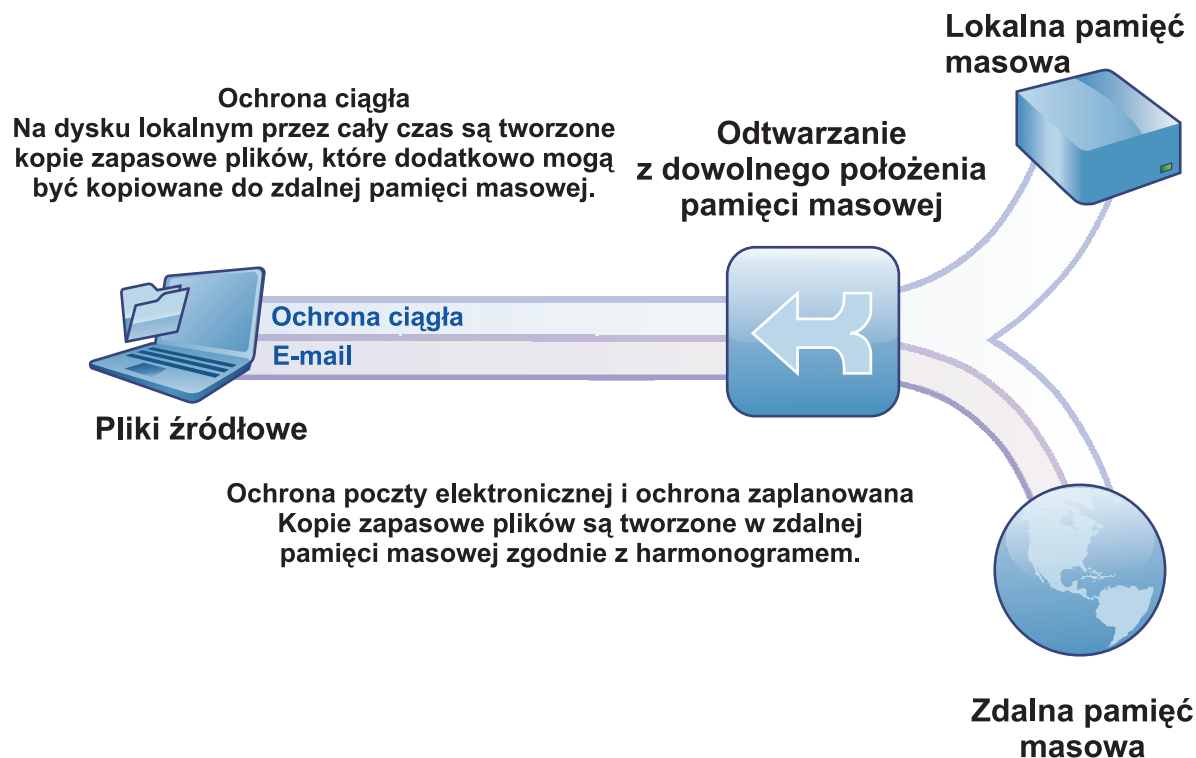 Lokalna pamięć
masowa
Ochrona ciągła
Na dysku lokalnym przez cały czas są tworzone
kopie zapasowe plików, które dodatkowo mogą
być kopiowane do zdalnej pamięci masowej.
Odtwarzanie
z dowolnego położenia
pamięci masowej
Ochrona ciągła
E-mail
Pliki źródłowe
Ochrona poczty elektronicznej i ochrona zaplanowana
Kopie zapasowe plików są tworzone w zdalnej
pamięci masowej zgodnie z harmonogramem.
Zdalna pamięć
masowa